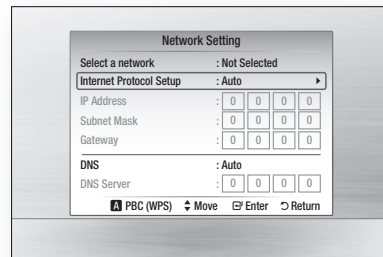 Network Setting
Select a network : Not Selected
Internet Protocol Setup : Auto
IP Address : 0 0 0 0
Subnet Mask : 0 0 0 0
Gateway : 0 0 0 0
DNS : Auto
DNS Server : 0 0 0 0
A PBC (WPS) Move Enter Return